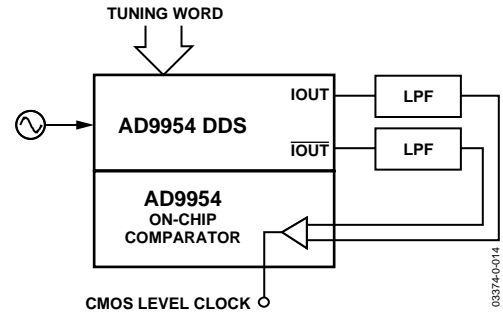 TUNING WORD
IOUT
LPF
AD9954 DDS
IOUT
LPF
AD9954
ON-CHIP
COMPARATOR
CMOS LEVEL CLOCK
03374-0-014